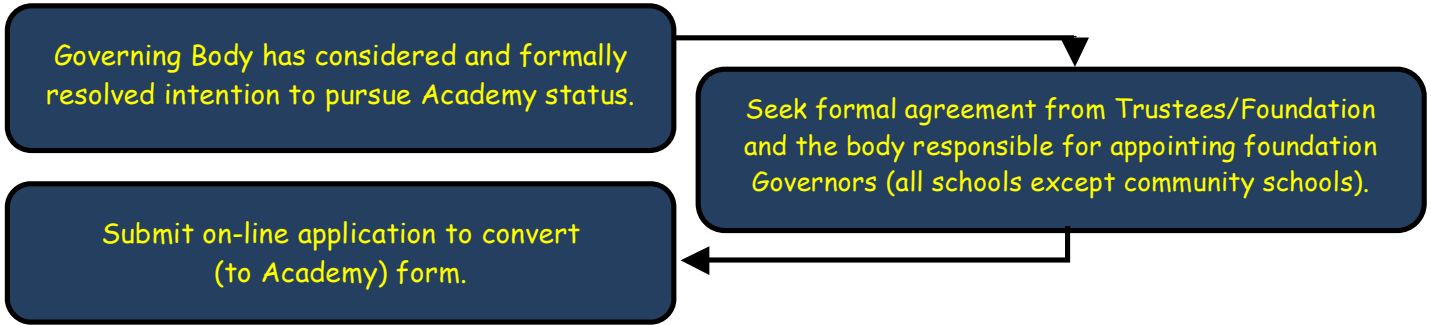 Governing Body has considered and formally
resolved intention to pursue Academy status.
Seek formal agreement from Trustees/Foundation
and the body responsible for appointing foundation
Governors (all schools except community schools).
Submit on-line application to convert
(to Academy) form.